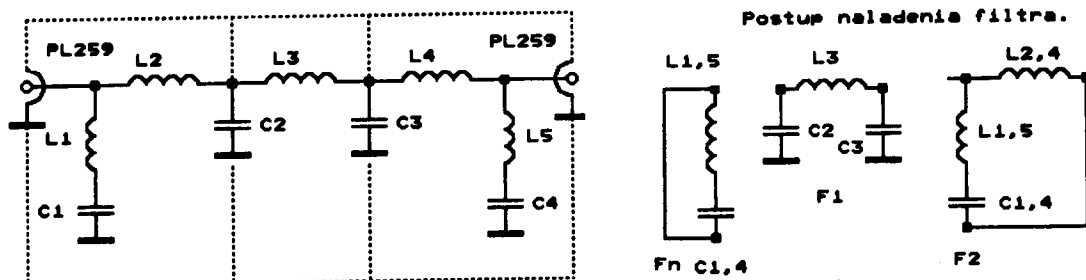 Postup naladenia filtra.
PL259
L2
L3
L4
PL259
L1
C2
C3
L5
C1
C4
L1,5
L3
L2,4
C2
C3
L1,5
C1,4
F1
Fn C1,4
F2